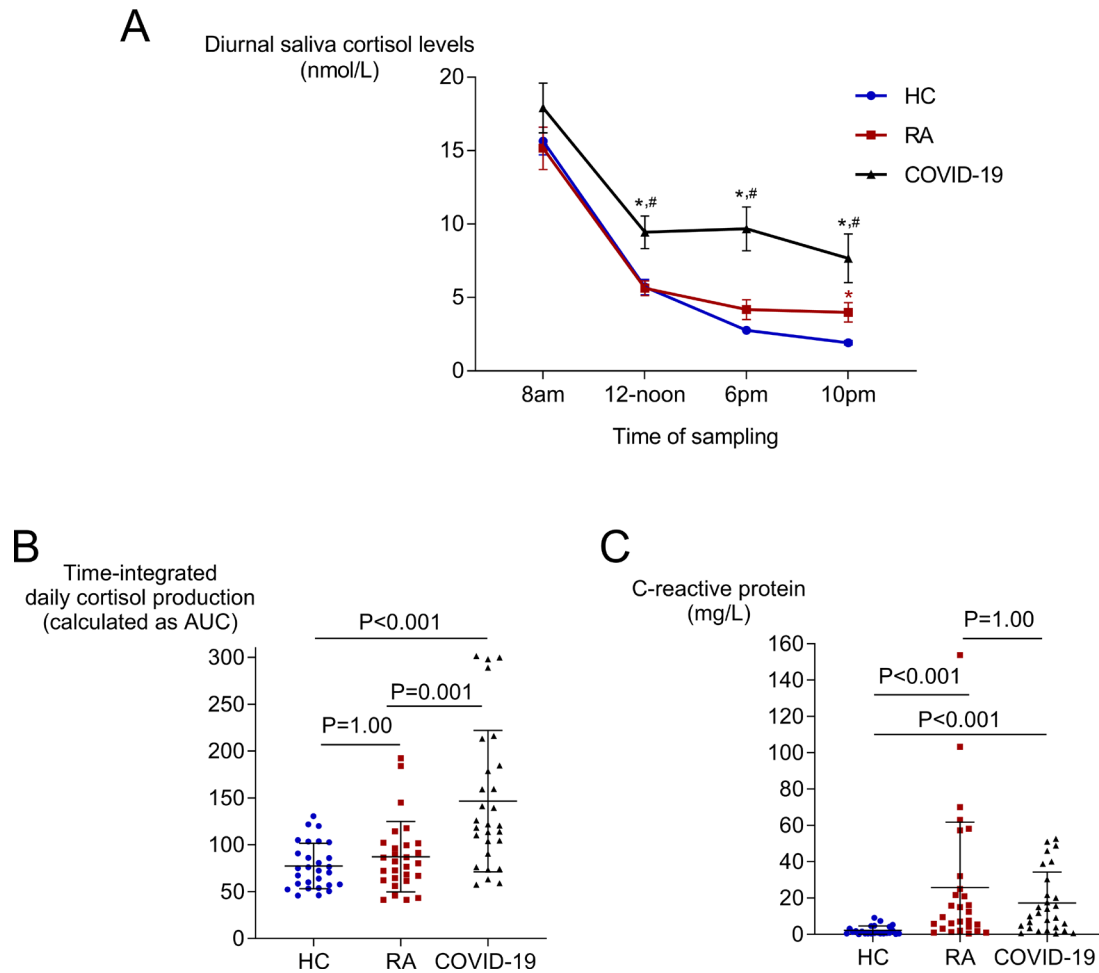 A
Diurnal saliva cortisol levels
(nmol/L)
20
15
10
5
0
HC
RA
COVID-19
*,#
*,#
*,#
*
8am
12-noon
6pm
10pm
Time of sampling
B
Time-integrated
daily cortisol production
(calculated as AUC)
P<0.001
P=0.001
P=1.00
300
250
200
150
100
50
0
HC
RA
COVID-19
C
C-reactive protein
(mg/L)
P=1.00
P<0.001
P<0.001
160
140
120
100
80
60
40
20
0
HC
RA
COVID-19